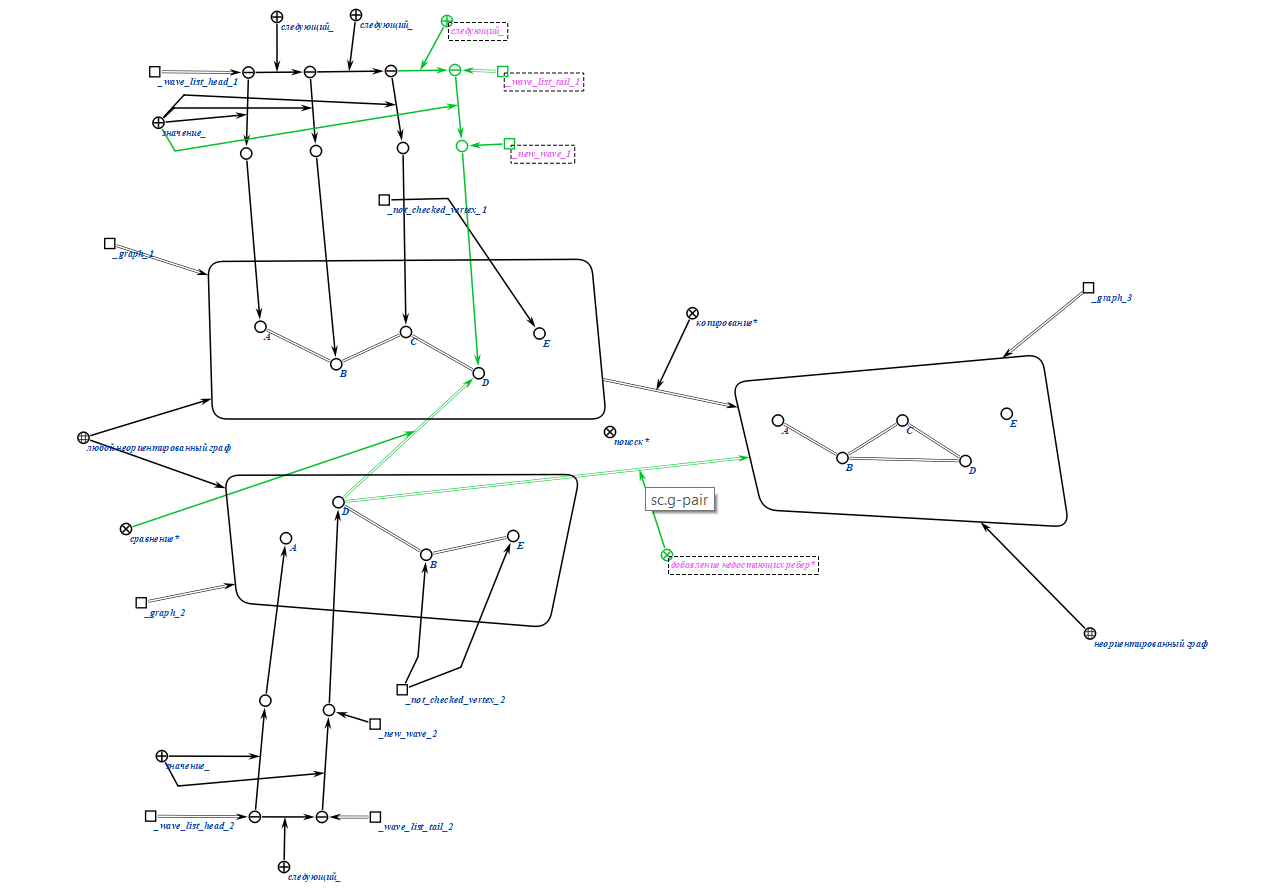 следующий_
следующий_
следующий_
_wave_list_head_1
_wave_list_tail_1
значение_
_new_wave_1
_not_checked_vertex_1
_graph_1
_graph_3
копирование*
A
C
E
B
D
A
C
E
B
D
поисск*
любой неориентированный граф
sc.g-pair
D
сравнение*
A
E
B
добавление недостающих ребер*
_graph_2
неориентированный граф
_not_checked_vertex_2
_new_wave_2
значение_
_wave_list_head_2
_wave_list_tail_2
следующий_